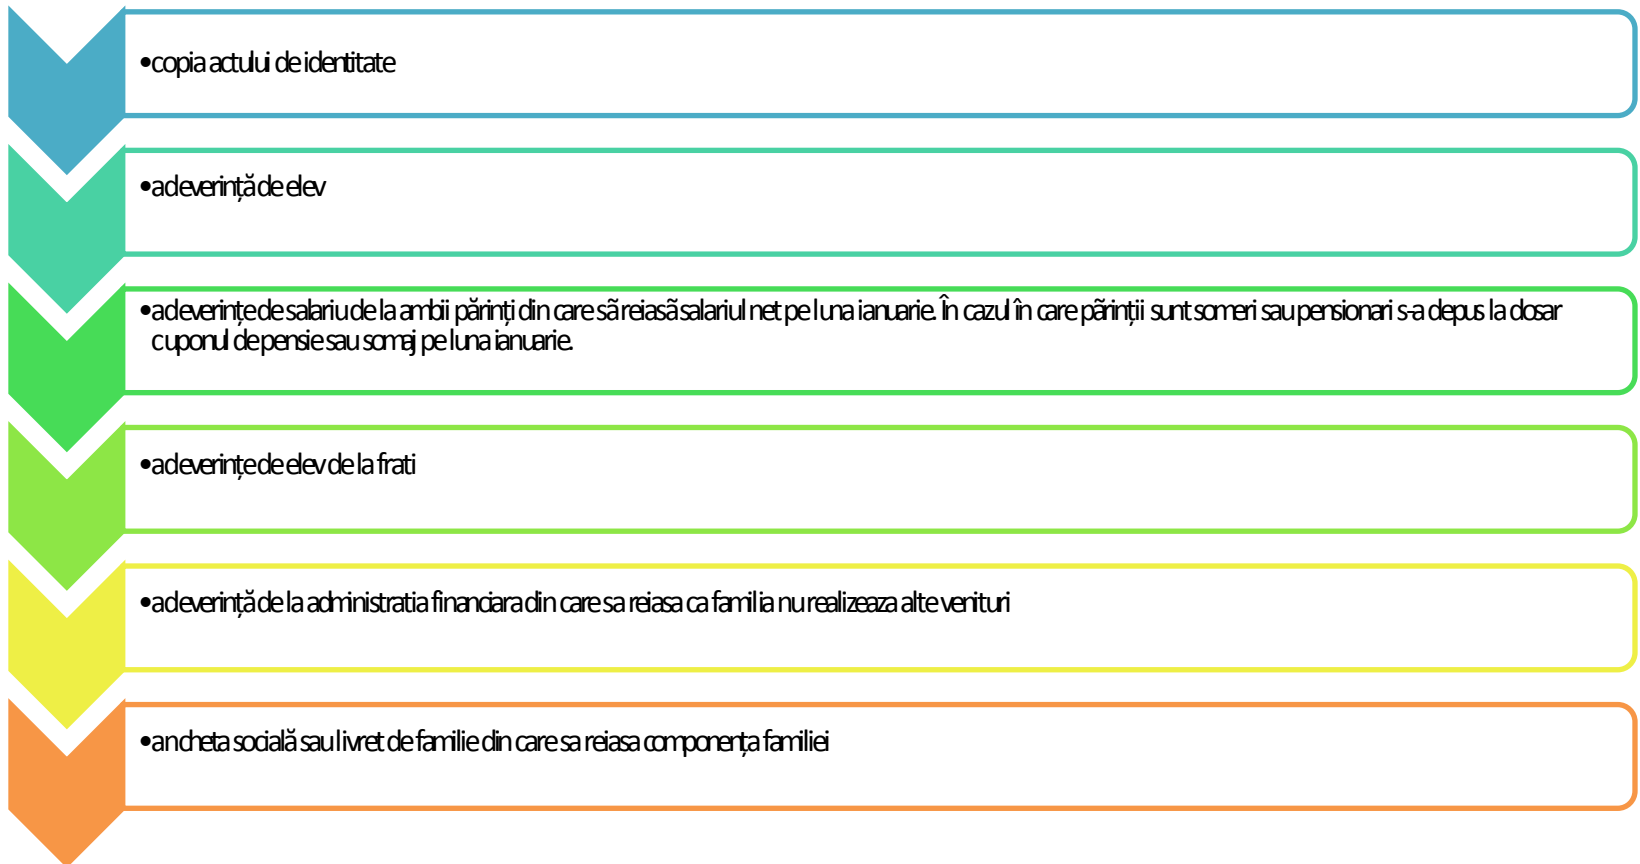 •copia actului de identitate
•adeverință de elev
•adeverințe de salariu de la ambii părinți din care sã reiasã salariul net pe luna ianuarie. În cazul în care pãrinții sunt someri sau pensionari s-a depus la dosar
cuponul de pensie sau somaj pe luna ianuarie.
•adeverințe de elev de la frati
•adeverință de la administratia financiara din care sa reiasa ca familia nu realizeaza alte venituri
•ancheta socială sau livret de familie din care sa reiasa componența familiei